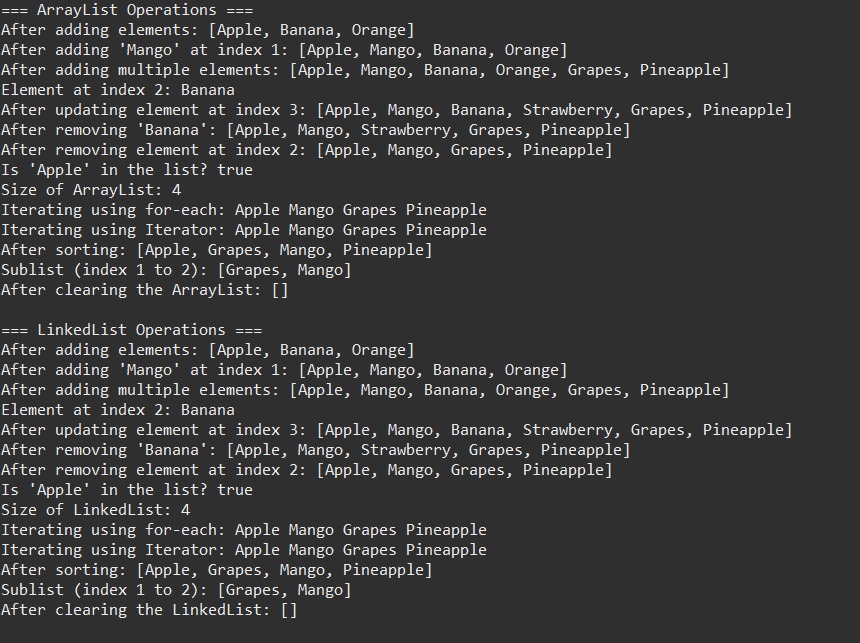 === ArrayList Operations ===
After adding elements: [Apple, Banana, Orange]
After adding 'Mango' at index 1: [Apple, Mango, Banana, Orange]
After adding multiple elements: [Apple, Mango, Banana, Orange, Grapes, Pineapple]
Element at index 2: Banana
After updating element at index 3: [Apple, Mango, Banana, Strawberry, Grapes, Pineapple]
After removing 'Banana': [Apple, Mango, Strawberry, Grapes, Pineapple]
After removing element at index 2: [Apple, Mango, Grapes, Pineapple]
Is 'Apple' in the list? true
Size of ArrayList: 4
Iterating using for-each: Apple Mango Grapes Pineapple
Iterating using Iterator: Apple Mango Grapes Pineapple
After sorting: [Apple, Grapes, Mango, Pineapple]
Sublist (index 1 to 2): [Grapes, Mango]
After clearing the ArrayList: []

=== LinkedList Operations ===
After adding elements: [Apple, Banana, Orange]
After adding 'Mango' at index 1: [Apple, Mango, Banana, Orange]
After adding multiple elements: [Apple, Mango, Banana, Orange, Grapes, Pineapple]
Element at index 2: Banana
After updating element at index 3: [Apple, Mango, Banana, Strawberry, Grapes, Pineapple]
After removing 'Banana': [Apple, Mango, Strawberry, Grapes, Pineapple]
After removing element at index 2: [Apple, Mango, Grapes, Pineapple]
Is 'Apple' in the list? true
Size of LinkedList: 4
Iterating using for-each: Apple Mango Grapes Pineapple
Iterating using Iterator: Apple Mango Grapes Pineapple
After sorting: [Apple, Grapes, Mango, Pineapple]
Sublist (index 1 to 2): [Grapes, Mango]
After clearing the LinkedList: []